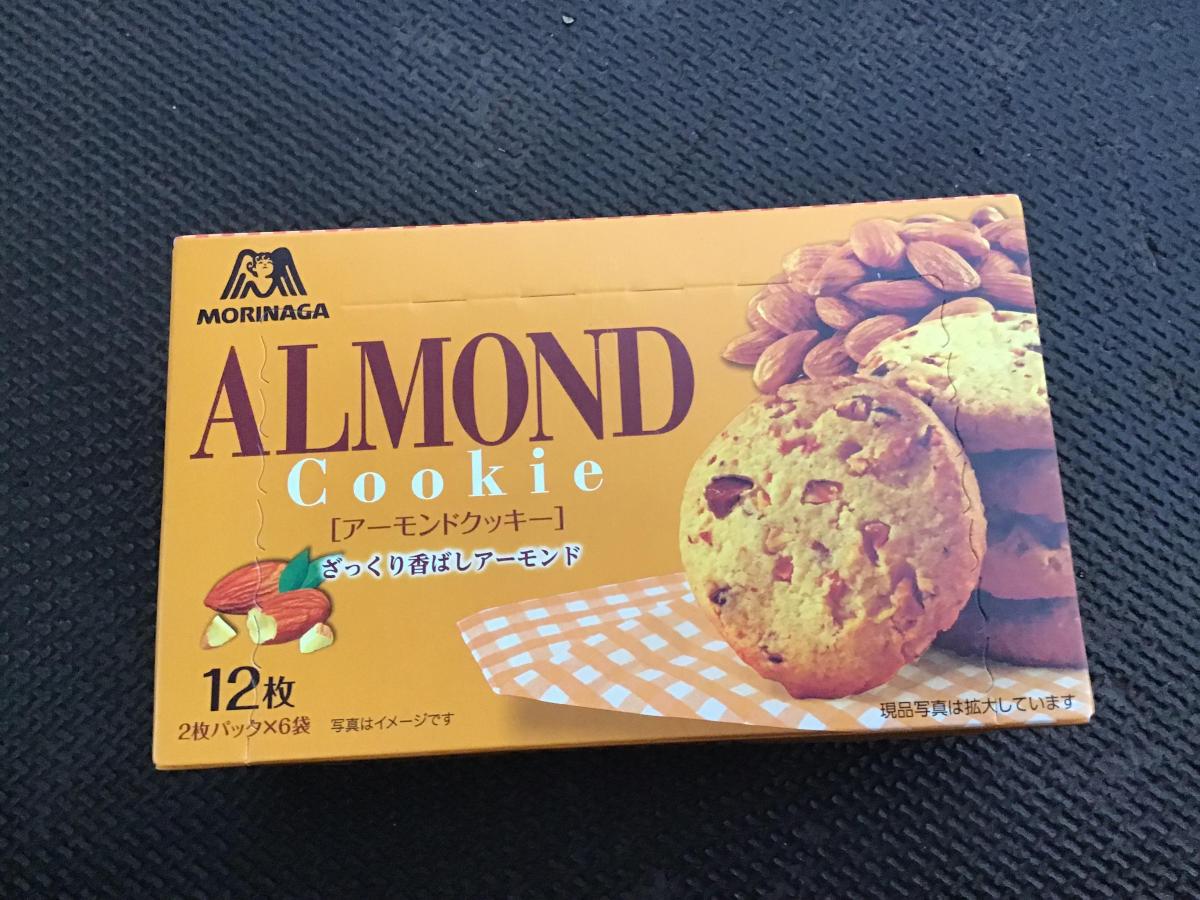 MORINAGA
ALMOND
Cookie
[アーモンドクッキー]
ざっくり香ばしアーモンド
12枚
2枚パック×6袋
写真はイメージです
現品写真は拡大しています